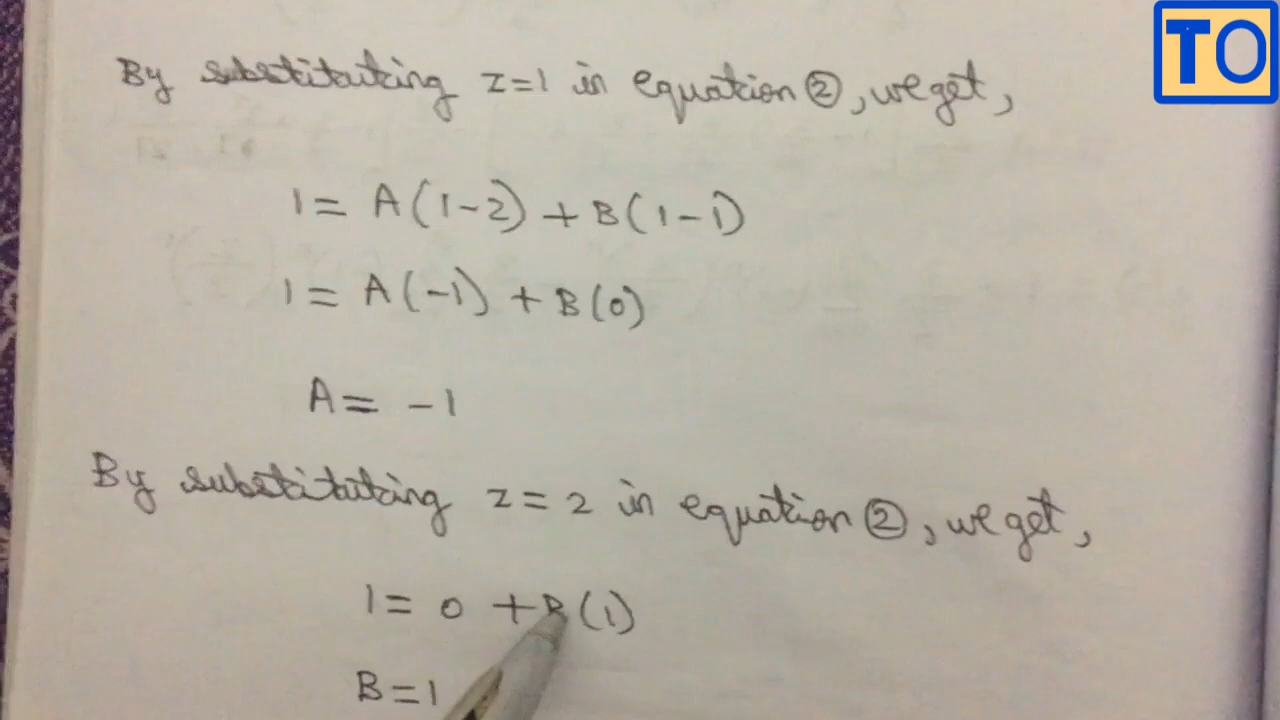 TO
By substituting z=1 in equation ②, we get,
1 = A(1-2) + B(1-1)
1 = A(-1) + B(0)
A = -1
By substituting z = 2 in equation ②, we get,
1 = 0 + B(1)
B = 1